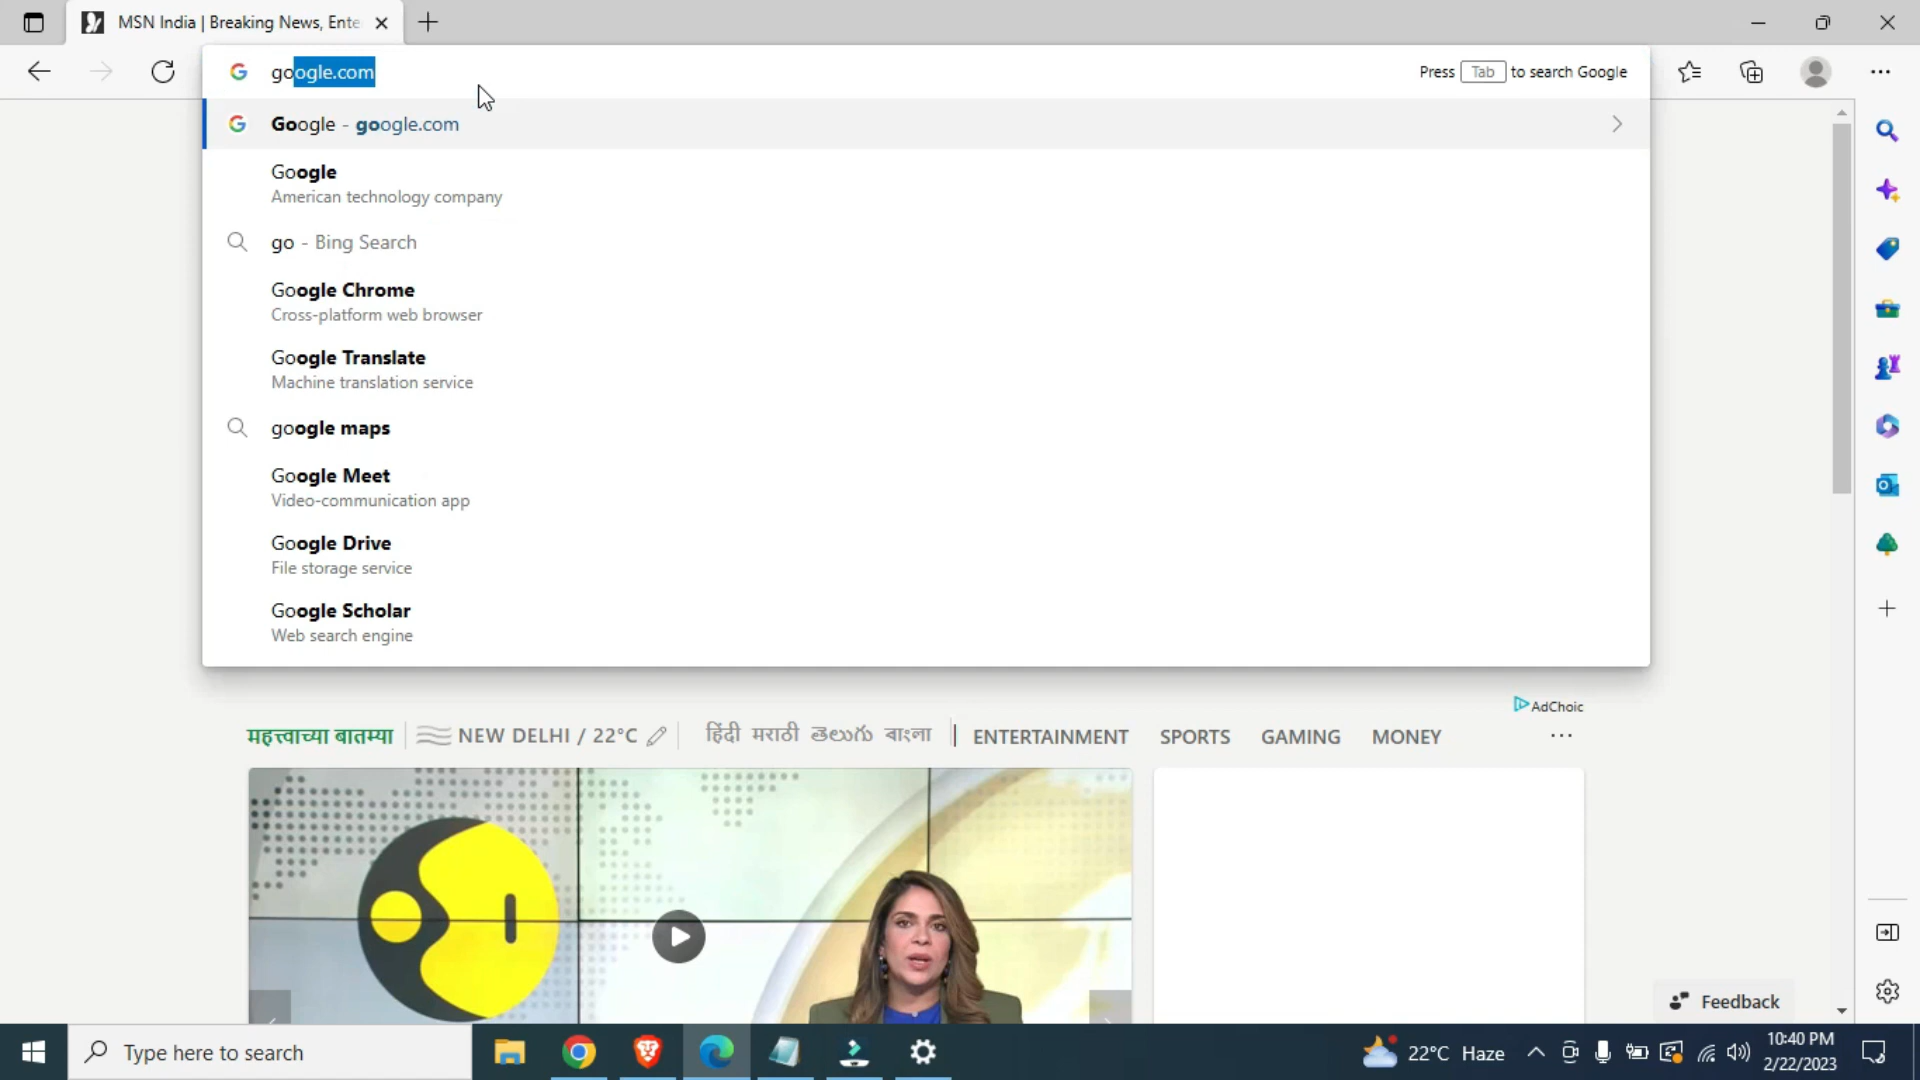 MSN India | Breaking News, Ente
google.com
Press Tab to search Google
Google - google.com
Google
American technology company
go - Bing Search
Google Chrome
Cross-platform web browser
Google Translate
Machine translation service
google maps
Google Meet
Video-communication app
Google Drive
File storage service
Google Scholar
Web search engine
AdChoic
महत्त्वाच्या बातम्या NEW DELHI / 22°C हिंदी मराठी తెలుగు বাংলা | ENTERTAINMENT SPORTS GAMING MONEY ...
Feedback
Type here to search
22°C Haze
10:40 PM
2/22/2023